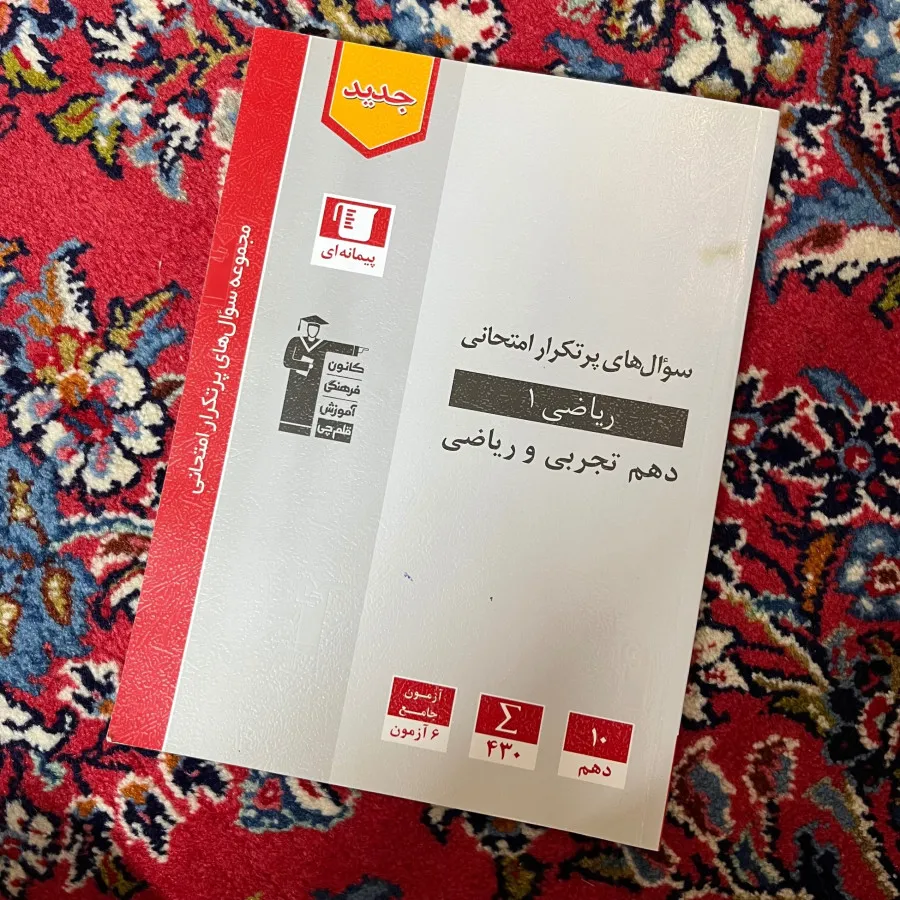 جدید
پیمانه‌ای
کانون
فرهنگی
آموزش
قلم‌چی
مجموعه سؤال‌های پرتکرار امتحانی
سؤال‌های پرتکرار امتحانی
ریاضی ۱
دهم تجربی و ریاضی
۱۰
دهم
Σ
۴۳۰
آزمون
جامع
۶ آزمون